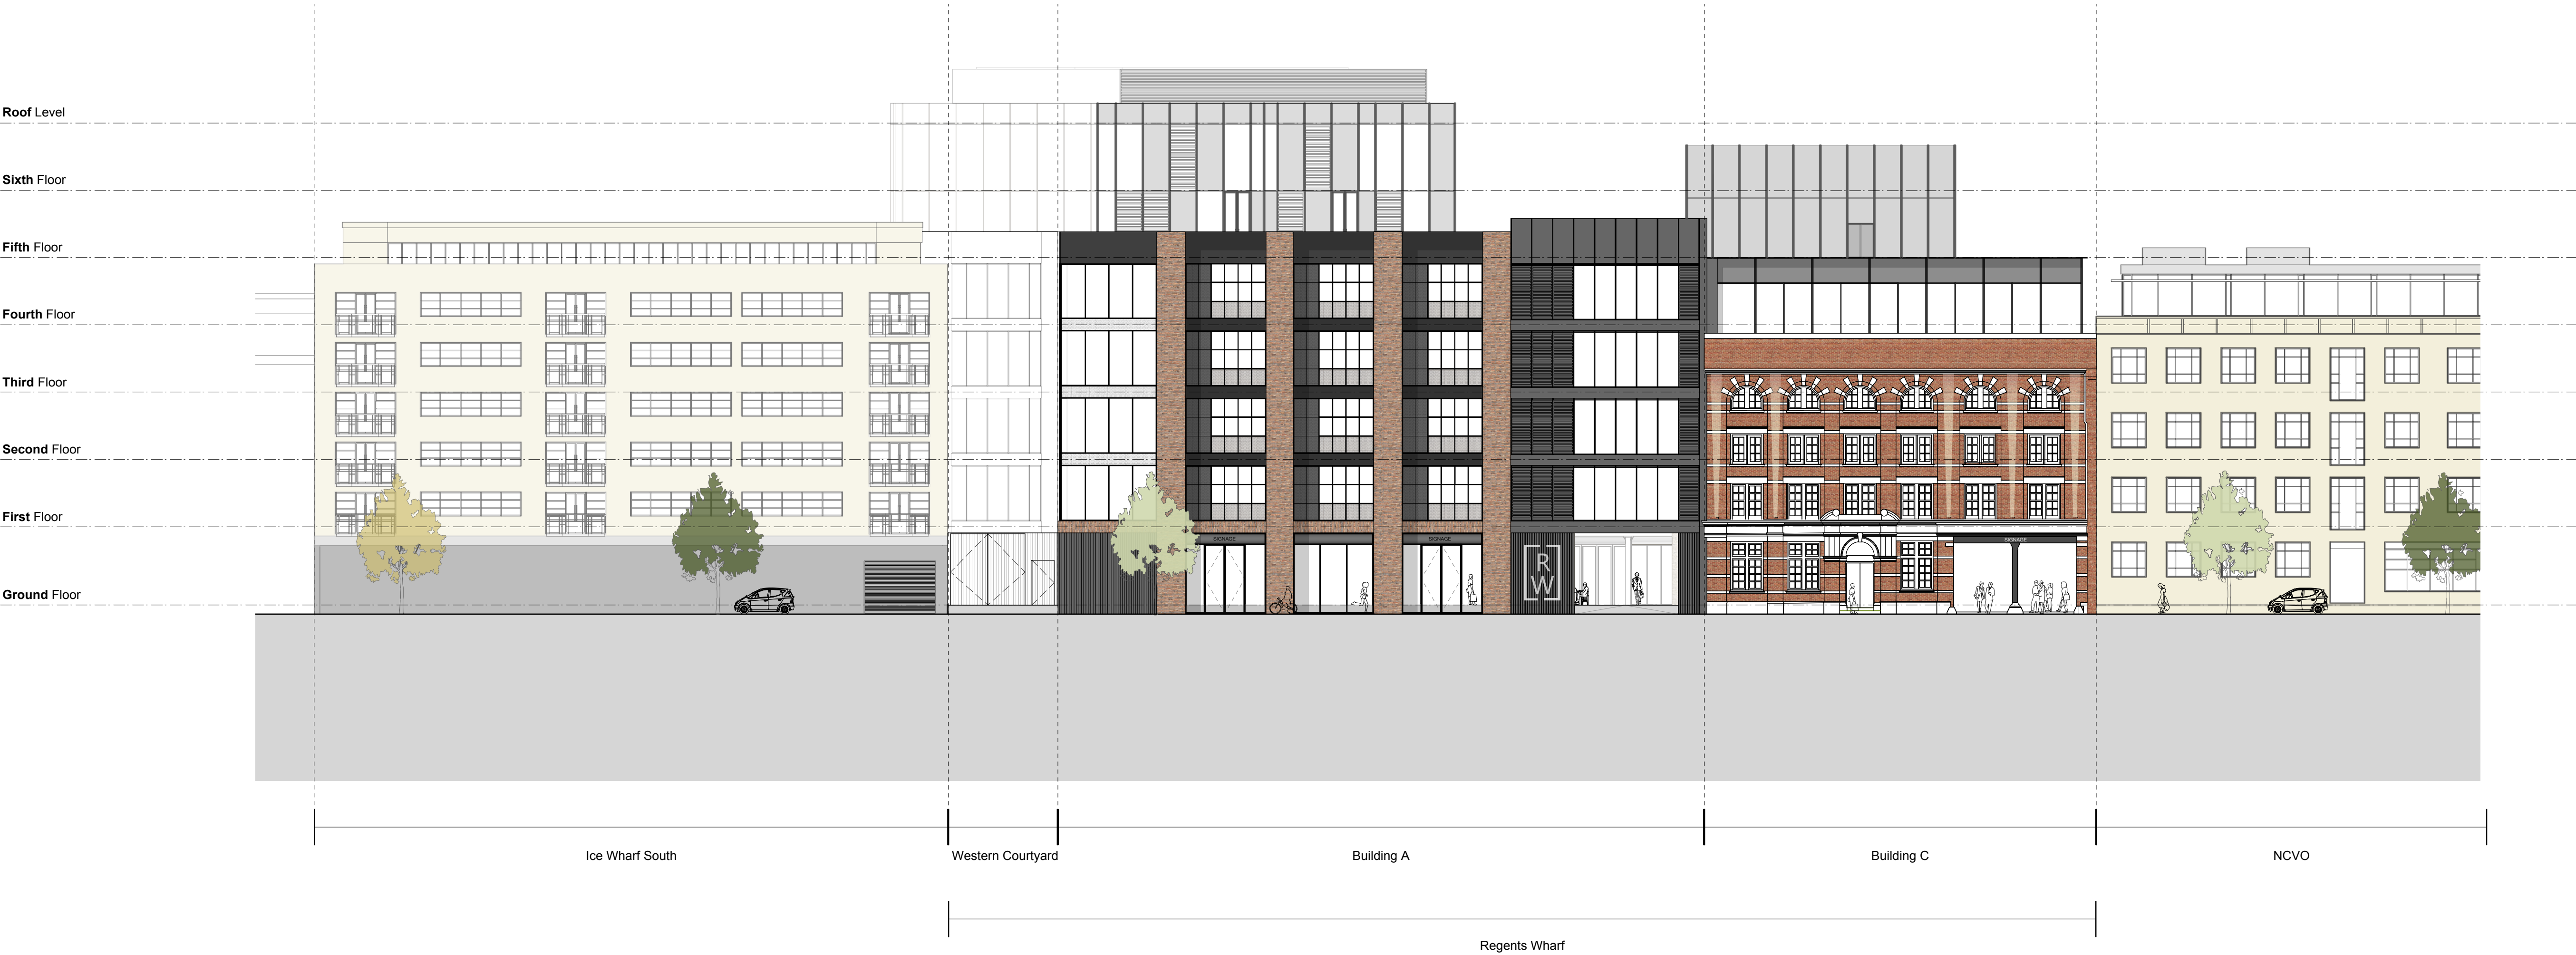 Roof Level
Sixth Floor
Fifth Floor
Fourth Floor
Third Floor
Second Floor
First Floor
SIGNAGE
SIGNAGE
SIGNAGE
R
W
Ground Floor
Ice Wharf South
Western Courtyard
Building A
Building C
NCVO
Regents Wharf